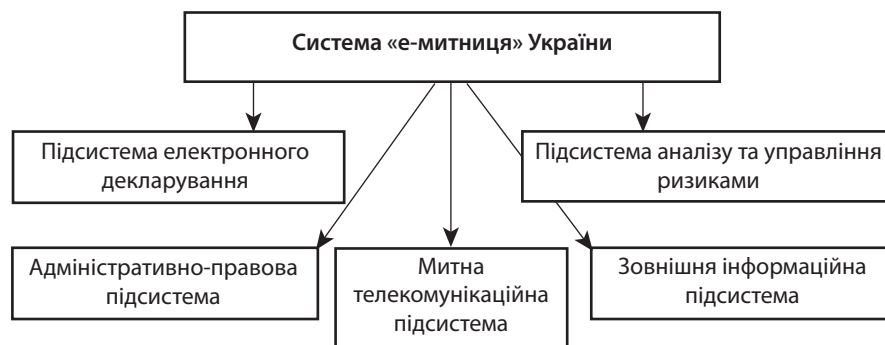 Система «е-митниця» України
Підсистема електронного
декларування
Підсистема аналізу та управління
ризиками
Адміністративно-правова
підсистема
Митна
телекомунікаційна
підсистема
Зовнішня інформаційна
підсистема